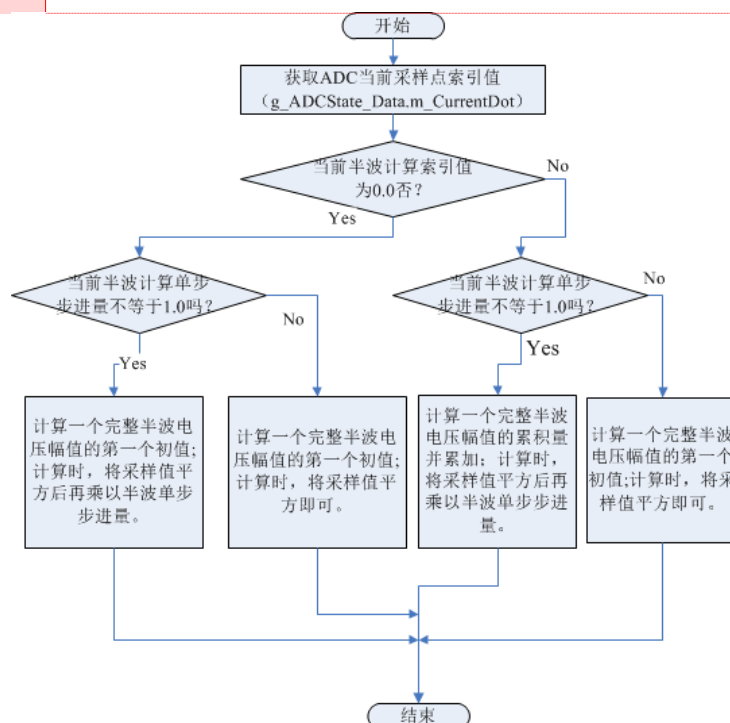 开始
获取ADC当前采样点索引值
（g_ADCState_Data.m_CurrentDot）
当前半波计算索引值
为0.0否？
No
Yes
当前半波计算单步
步进量不等于1.0吗？
No
Yes
当前半波计算单步
步进量不等于1.0吗？
No
Yes
计算一个完整半波电
压幅值的第一个初值;
计算时，将采样值平
方后再乘以半波单步
步进量。
计算一个完整半波电
压幅值的第一个初值;
计算时，将采样值平
方即可。
计算一个完整半波
电压幅值的累积量
并累加；计算时，
将采样值平方后再
乘以半波单步步进
量。
计算一个完整半波
电压幅值的第一个
初值;计算时，将采
样值平方即可。
结束